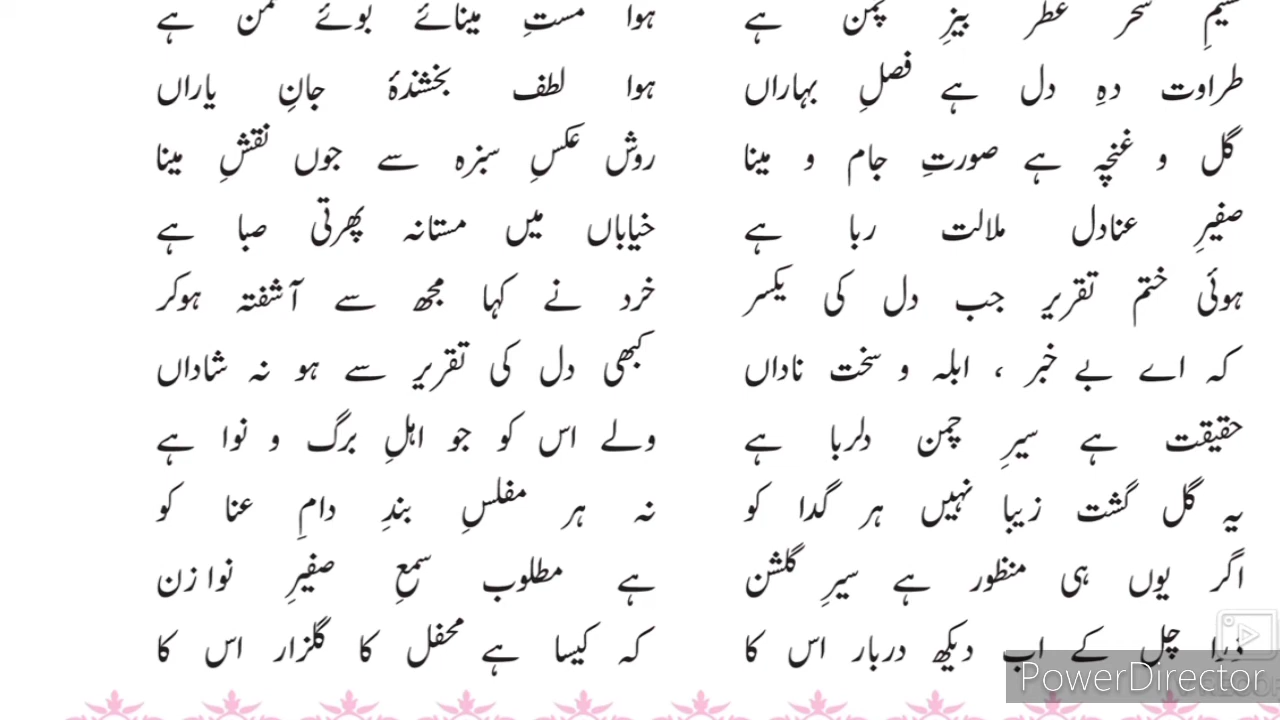 نسیمِ سحر عطر بیزِ چمن ہے ہوا مستِ مینائے بوئے سمن ہے
طراوت دہِ دل ہے فصلِ بہاراں ہوا لطف بخشندۂ جانِ یاراں
گل و غنچہ ہے صورتِ جام و مینا روش عکسِ سبزہ سے جوں نقشِ مینا
صفیرِ عنادل ملالت ربا ہے خیاباں میں مستانہ پھرتی صبا ہے
ہوئی ختم تقریر جب دل کی یکسر خرد نے کہا مجھ سے آشفتہ ہوکر
کہ اے بے خبر ، ابلہ و سخت ناداں کبھی دل کی تقریر سے ہو نہ شاداں
حقیقت ہے سیرِ چمن دلربا ہے ولے اس کو جو اہلِ برگ و نوا ہے
یہ گل گشت زیبا نہیں ہر گدا کو نہ ہر مفلسِ بندِ دامِ عنا کو
اگر یوں ہی منظور ہے سیرِ گلشن ہے مطلوب سمعِ صفیرِ نوا زن
ذرا چل کے اب دیکھ دربار اس کا کہ کیسا ہے محفل کا گلزار اس کا
PowerDirector